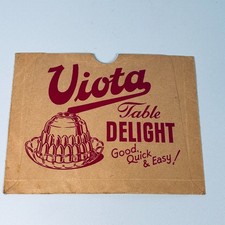 Viota
Table
DELIGHT
Good,
Quick
& Easy!